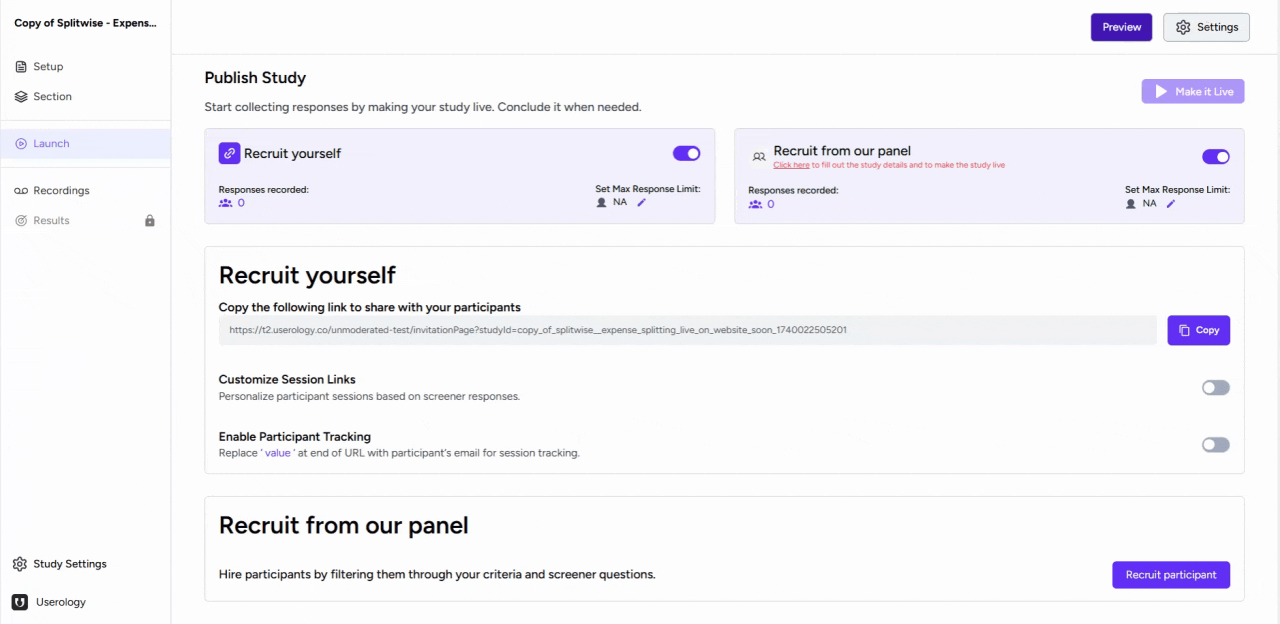 Copy of Splitwise - Expens...
Setup
Section
Launch
Recordings
Results
Study Settings
Userology
Preview
Settings
Publish Study
Start collecting responses by making your study live. Conclude it when needed.
Make it Live
Recruit yourself
Responses recorded:
0
Set Max Response Limit:
NA
Recruit from our panel
Click here to fill out the study details and to make the study live
Responses recorded:
0
Set Max Response Limit:
NA
Recruit yourself
Copy the following link to share with your participants
https://t2.userology.co/unmoderated-test/invitationPage?studyId=copy_of_splitwise__expense_splitting_live_on_website_soon_1740022505201
Copy
Customize Session Links
Personalize participant sessions based on screener responses.
Enable Participant Tracking
Replace ' value ' at end of URL with participant's email for session tracking.
Recruit from our panel
Hire participants by filtering them through your criteria and screener questions.
Recruit participant